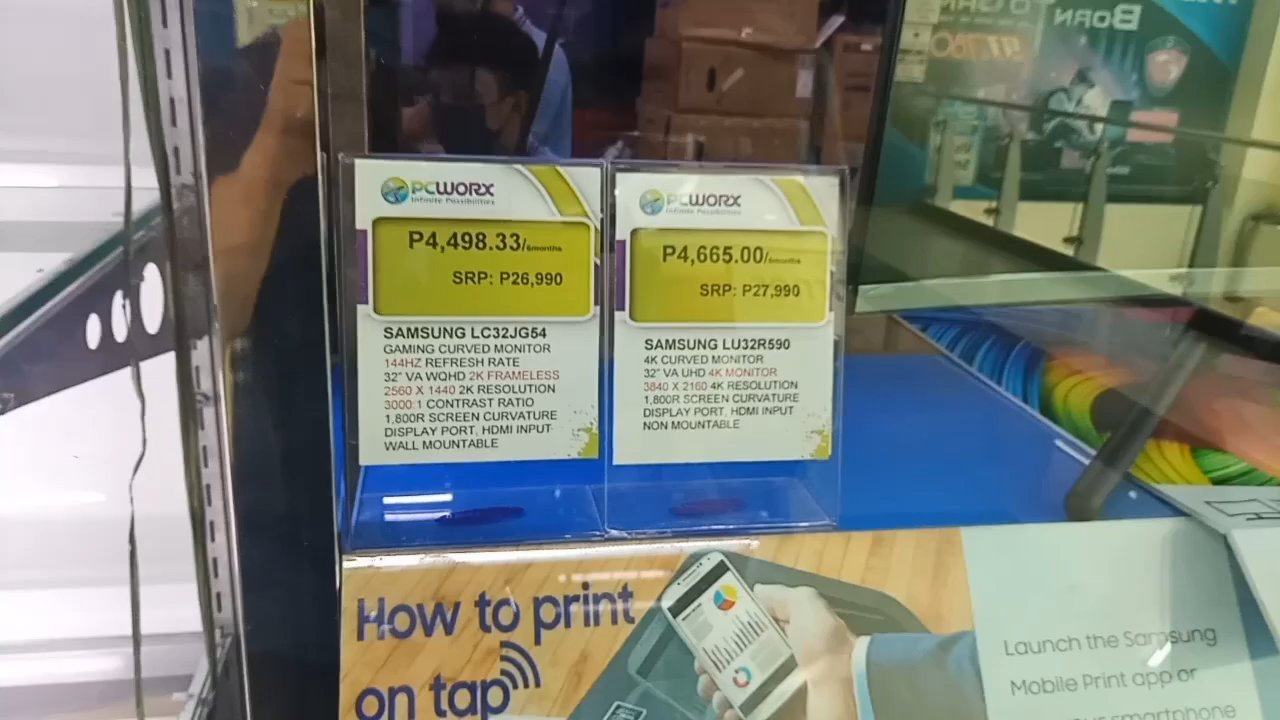 PCWORX
Infinite Possibilities
P4,498.33/6months
SRP: P26,990
SAMSUNG LC32JG54
GAMING CURVED MONITOR
144HZ REFRESH RATE
32" VA WQHD 2K FRAMELESS
2560 X 1440 2K RESOLUTION
3000:1 CONTRAST RATIO
1,800R SCREEN CURVATURE
DISPLAY PORT, HDMI INPUT
WALL MOUNTABLE
PCWORX
Infinite Possibilities
P4,665.00/6months
SRP: P27,990
SAMSUNG LU32R590
4K CURVED MONITOR
32" VA UHD 4K MONITOR
3840 X 2160 4K RESOLUTION
1,800R SCREEN CURVATURE
DISPLAY PORT, HDMI INPUT
NON MOUNTABLE
BORN
How to print
on tap
Launch the Samsung
Mobile Print app or
smartphone